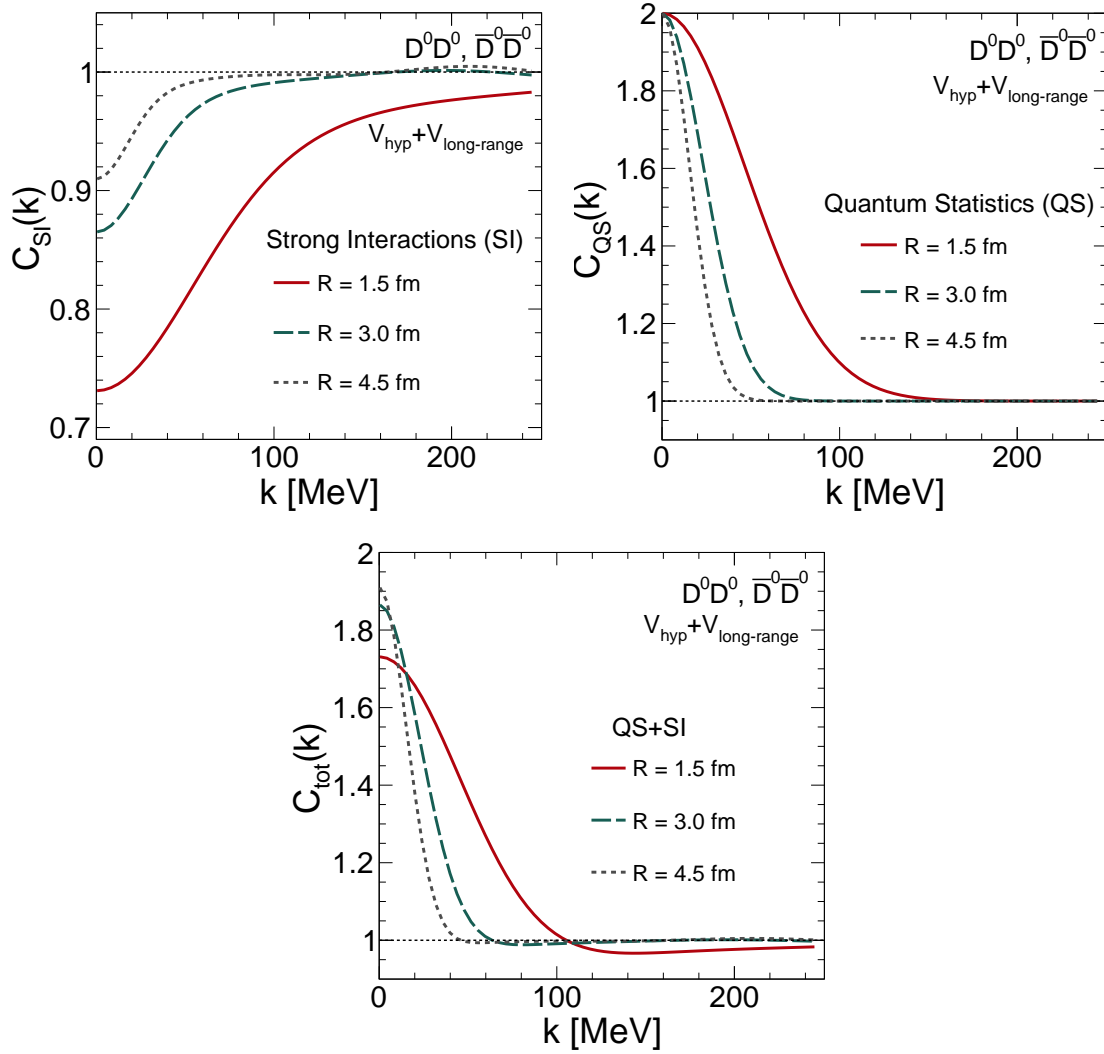 D⁰D⁰, D̅⁰D̅⁰
V_hyp+V_long-range
C_SI(k)
1
0.9
0.8
0.7
Strong Interactions (SI)
R = 1.5 fm
R = 3.0 fm
R = 4.5 fm
0 100 200
k [MeV]
D⁰D⁰, D̅⁰D̅⁰
V_hyp+V_long-range
C_QS(k)
2
1.8
1.6
1.4
1.2
1
Quantum Statistics (QS)
R = 1.5 fm
R = 3.0 fm
R = 4.5 fm
0 100 200
k [MeV]
D⁰D⁰, D̅⁰D̅⁰
V_hyp+V_long-range
C_tot(k)
2
1.8
1.6
1.4
1.2
1
QS+SI
R = 1.5 fm
R = 3.0 fm
R = 4.5 fm
0 100 200
k [MeV]